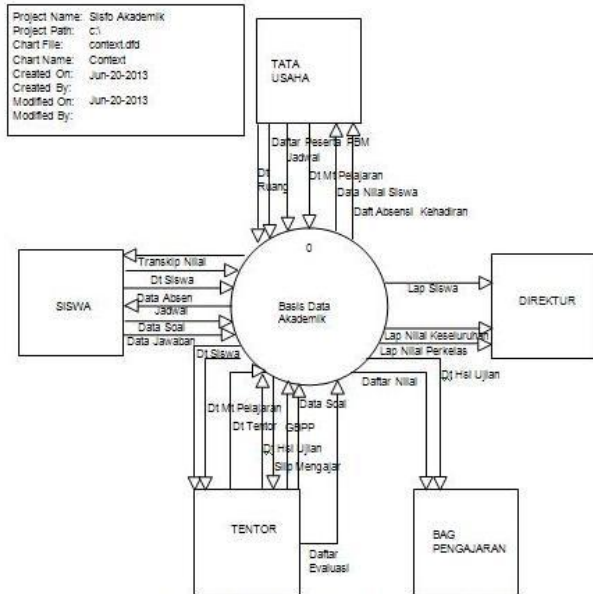 Project Name: Sisfo Akademik
Project Path: c:\
Chart File: context.dfd
Chart Name: Context
Created On: Jun-20-2013
Created By:
Modified On: Jun-20-2013
Modified By:
TATA
USAHA
Daftar Peserta PBM
Jadwal
Dt
Ruang
Dt Mt Pelajaran
Data Nilai Siswa
Daft Absensi Kehadiran
0
Basis Data
Akademik
SISWA
Transkip Nilai
Dt Siswa
Data Absen
Jadwal
Data Soal
Data Jawaban
DIREKTUR
Lap Siswa
Lap Nilai Keseluruhan
Lap Nilai Perkelas
Dt Siswa
Dt Mt Pelajaran
Dt Tentor
GBPP
Data Soal
Dt Hsl Ujian
Slip Mengajar
Daftar Nilai
Dt Hsl Ujian
TENTOR
Daftar
Evaluasi
BAG
PENGAJARAN